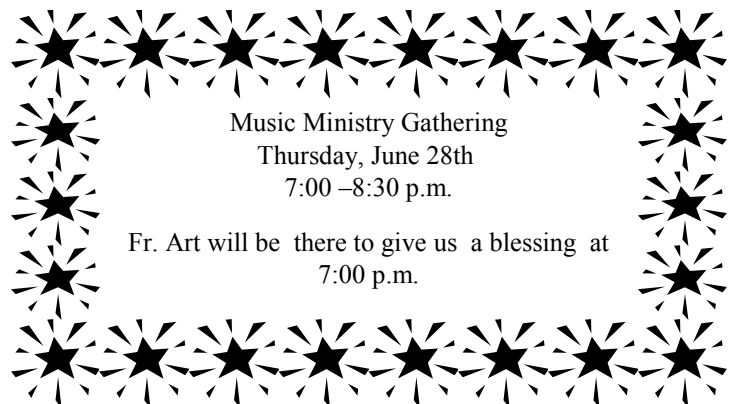 Music Ministry Gathering
Thursday, June 28th
7:00 –8:30 p.m.
Fr. Art will be  there to give us  a blessing  at
7:00 p.m.